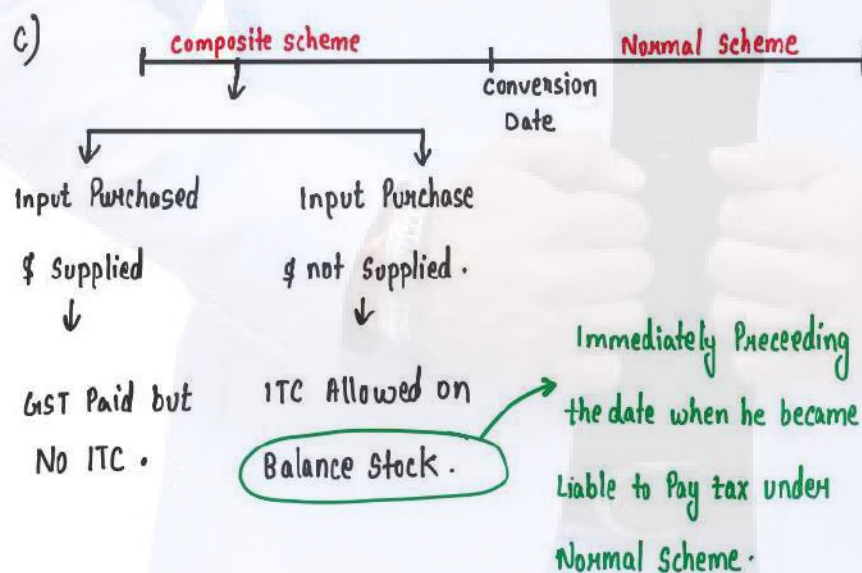 c)
Composite scheme
Normal Scheme
Conversion
Date
Input Purchased
& Supplied
GST Paid but
No ITC.
Input Purchase
& not Supplied.
ITC Allowed on
Balance Stock.
Immediately Preceeding
the date when he became
Liable to Pay tax under
Normal Scheme.